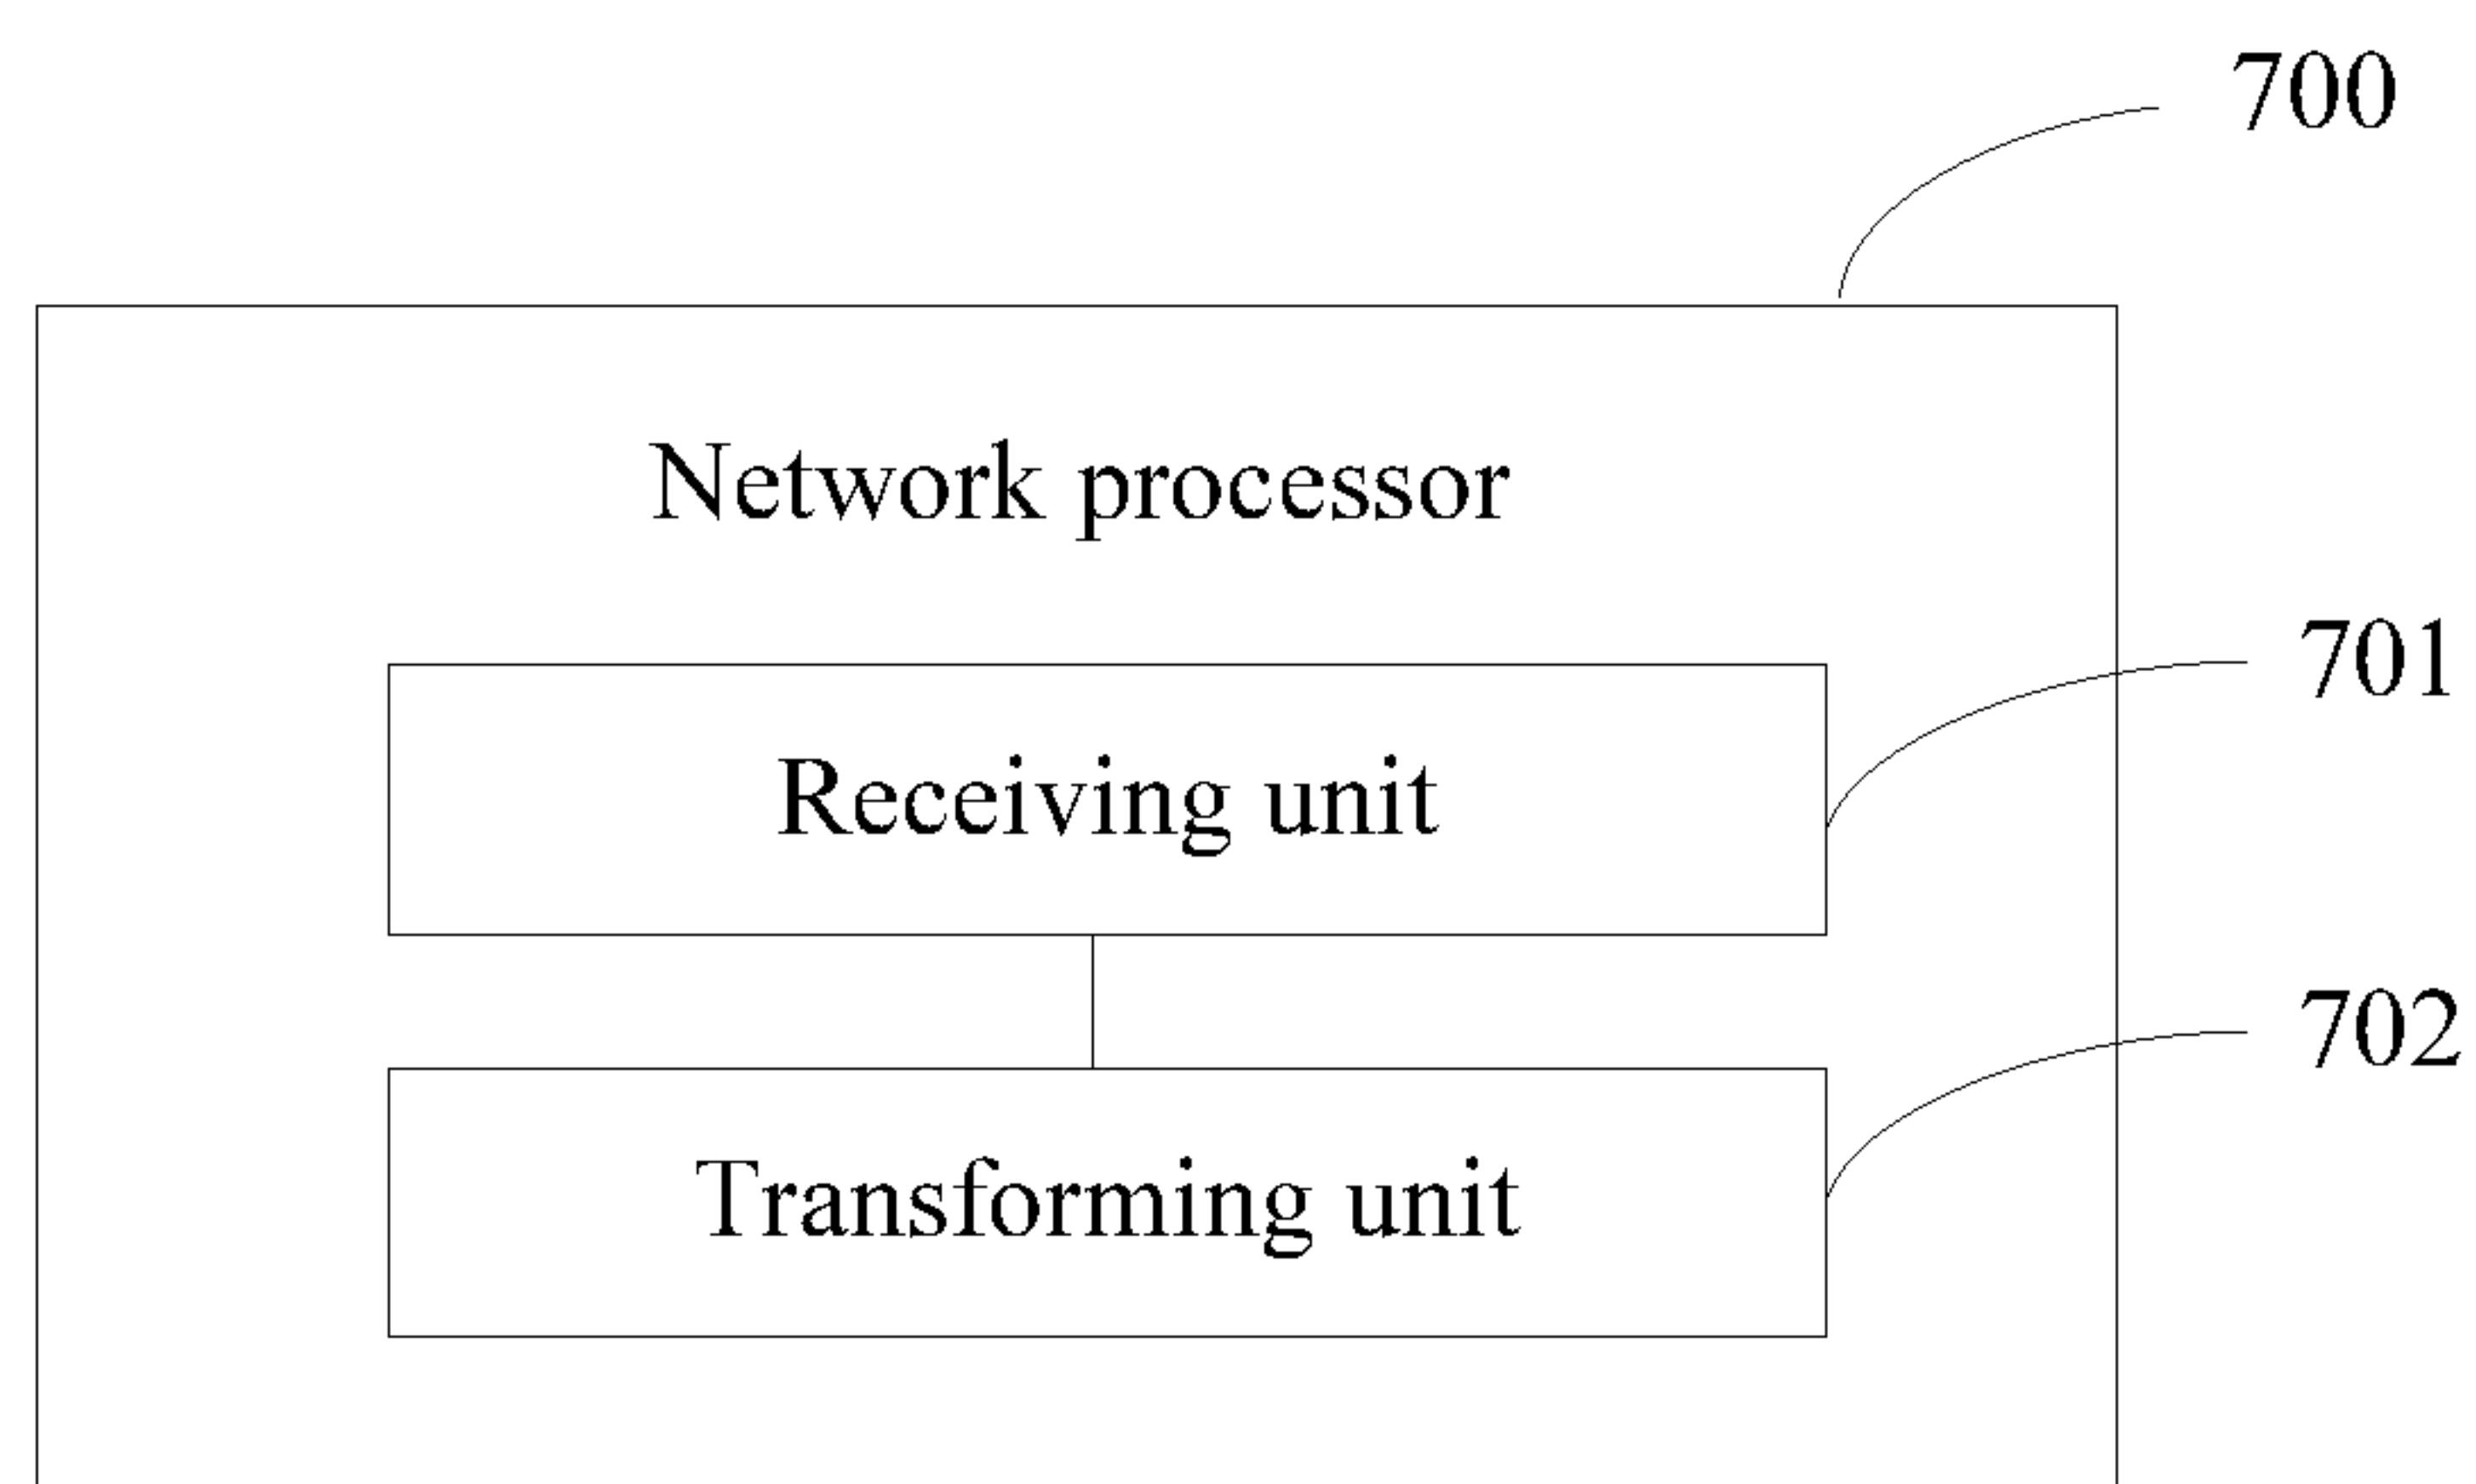 700
Network processor
701
Receiving unit
702
Transforming unit